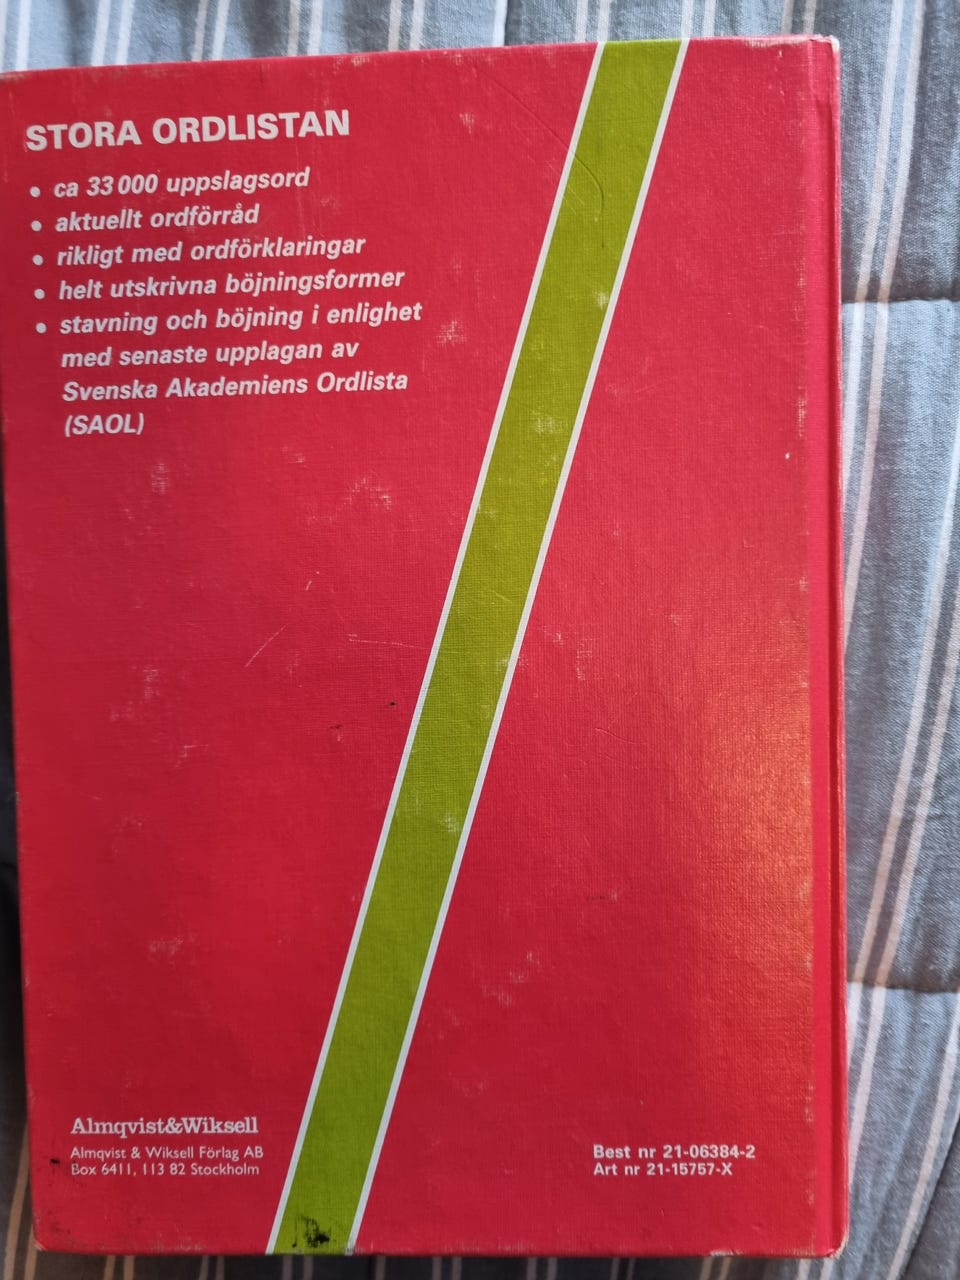 STORA ORDLISTAN
• ca 33 000 uppslagsord
• aktuellt ordförråd
• rikligt med ordförklaringar
• helt utskrivna böjningsformer
• stavning och böjning i enlighet
med senaste upplagan av
Svenska Akademiens Ordlista
(SAOL)
Almqvist&Wiksell
Almqvist & Wiksell Förlag AB
Box 6411, 113 82 Stockholm
Best nr 21-06384-2
Art nr 21-15757-X